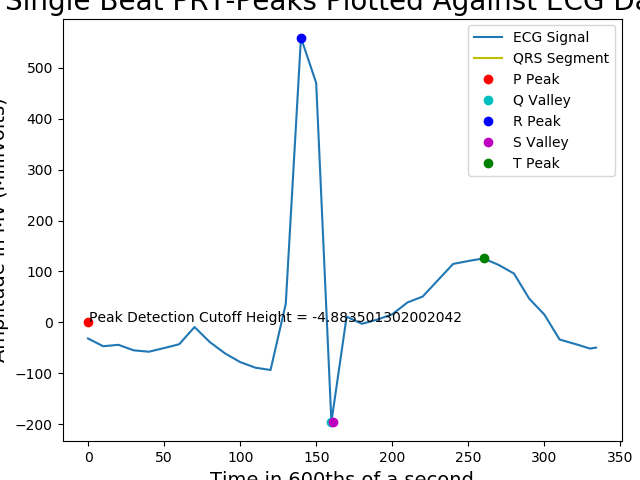 Single Beat PRT-Peaks Plotted Against ECG Da
Amplitude in MV (Millivolts)
500
400
300
200
100
0
−100
−200
ECG Signal
QRS Segment
P Peak
Q Valley
R Peak
S Valley
T Peak
Peak Detection Cutoff Height = -4.883501302002042
0 50 100 150 200 250 300 350
Time in 600ths of a second